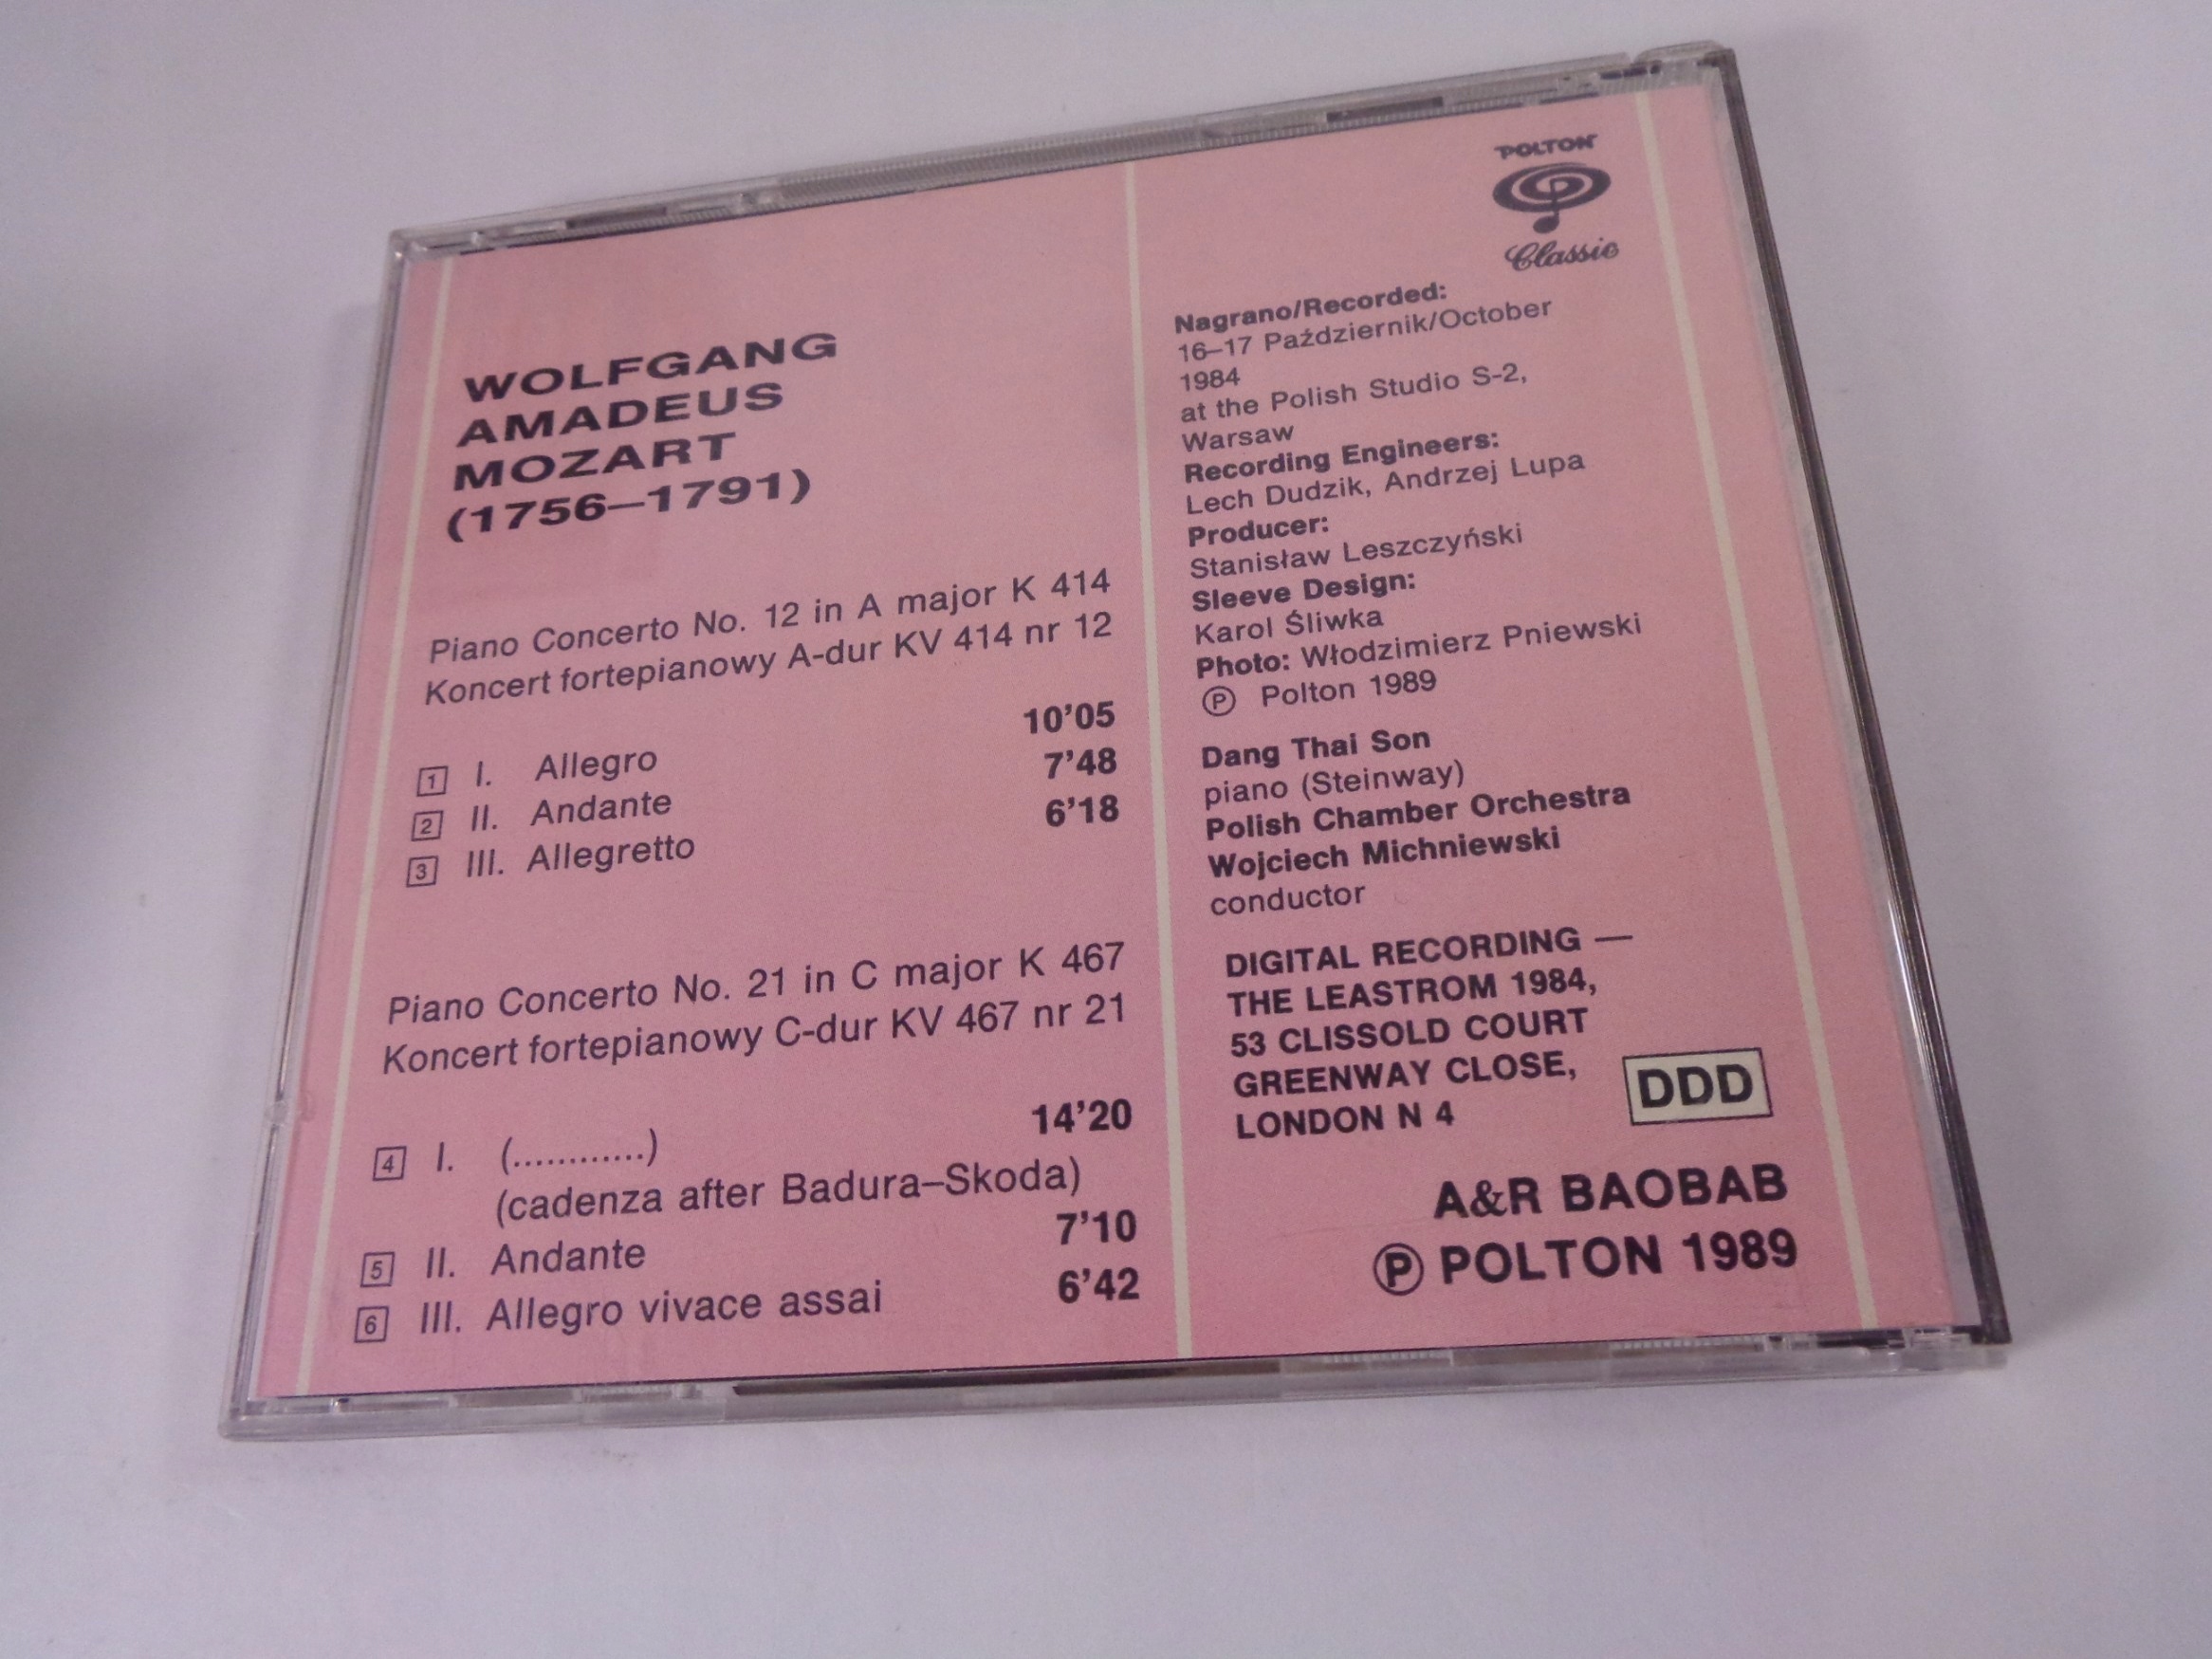 WOLFGANG
AMADEUS
MOZART
(1756–1791)
Piano Concerto No. 12 in A major K 414
Koncert fortepianowy A-dur KV 414 nr 12
1 I. Allegro 10'05
2 II. Andante 7'48
3 III. Allegretto 6'18
Piano Concerto No. 21 in C major K 467
Koncert fortepianowy C-dur KV 467 nr 21
4 I. (............) 14'20
(cadenza after Badura–Skoda)
5 II. Andante 7'10
6 III. Allegro vivace assai 6'42
POLTON
Classic
Nagrano/Recorded:
16–17 Październik/October
1984
at the Polish Studio S-2,
Warsaw
Recording Engineers:
Lech Dudzik, Andrzej Lupa
Producer:
Stanisław Leszczyński
Sleeve Design:
Karol Śliwka
Photo: Włodzimierz Pniewski
Ⓟ Polton 1989
Dang Thai Son
piano (Steinway)
Polish Chamber Orchestra
Wojciech Michniewski
conductor
DIGITAL RECORDING —
THE LEASTROM 1984,
53 CLISSOLD COURT
GREENWAY CLOSE,
LONDON N 4
DDD
A&R BAOBAB
Ⓟ POLTON 1989